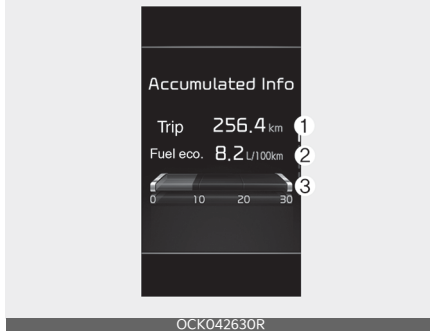 Accumulated Info
Trip 256.4 km 1
Fuel eco. 8.2 L/100km 2
3
0 10 20 30
OCK042630R